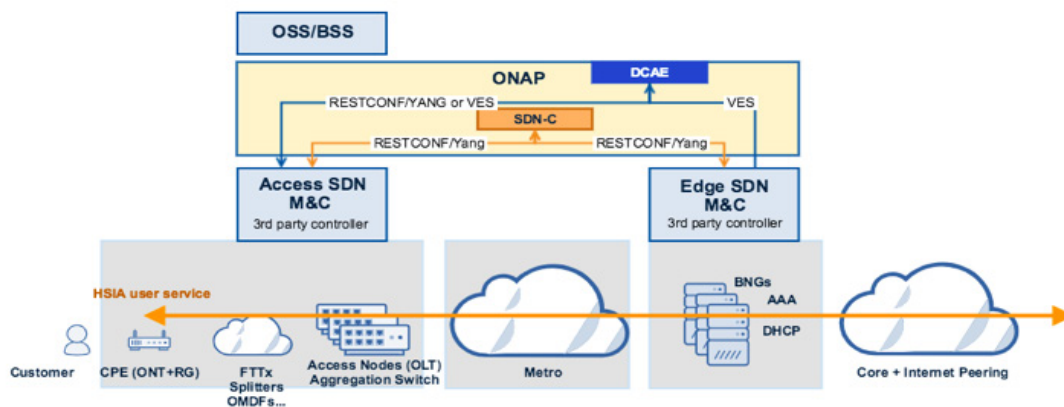 OSS/BSS
ONAP
DCAE
RESTCONF/YANG or VES
VES
SDN-C
RESTCONF/Yang
RESTCONF/Yang
Access SDN
M&C
3rd party controller
Edge SDN
M&C
3rd party controller
HSIA user service
BNGs
AAA
DHCP
Customer
CPE (ONT+RG)
FTTx
Splitters
OMDFs...
Access Nodes (OLT)
Aggregation Switch
Metro
Core + Internet Peering